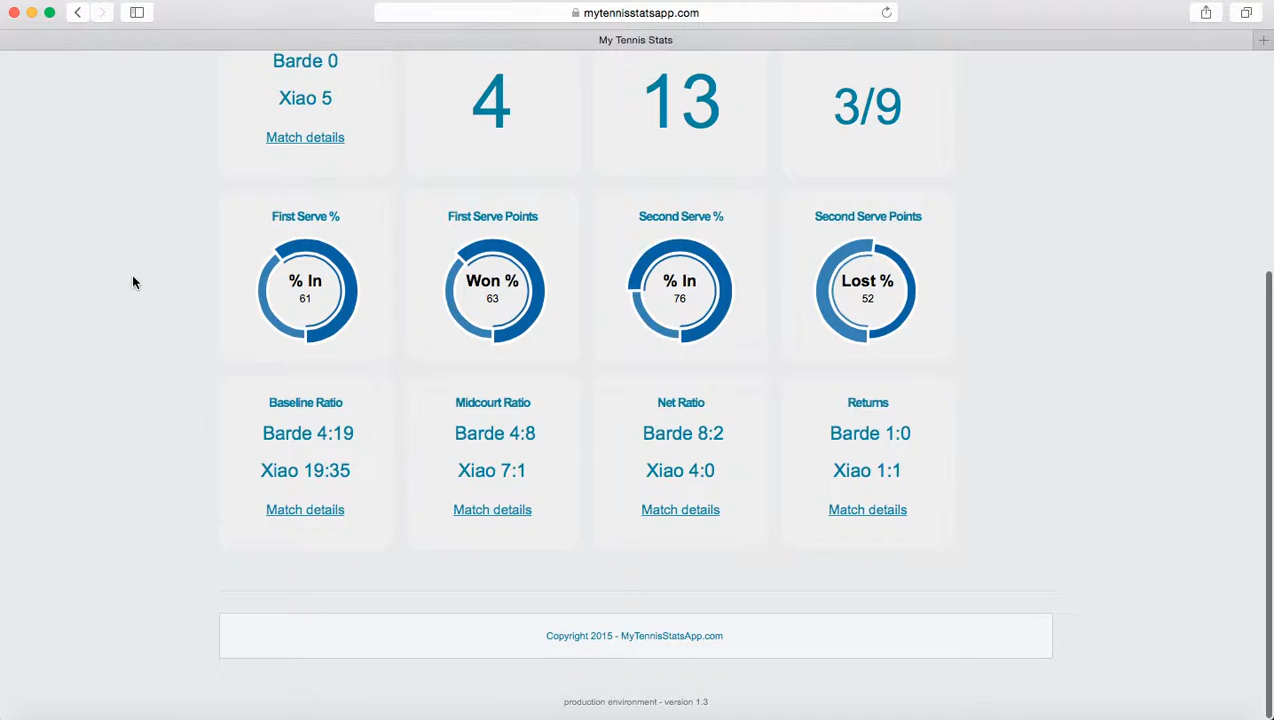 mytennisstatsapp.com
My Tennis Stats
Barde 0
Xiao 5
Match details
4
13
3/9
First Serve %
% In
61
First Serve Points
Won %
63
Second Serve %
% In
76
Second Serve Points
Lost %
52
Baseline Ratio
Barde 4:19
Xiao 19:35
Match details
Midcourt Ratio
Barde 4:8
Xiao 7:1
Match details
Net Ratio
Barde 8:2
Xiao 4:0
Match details
Returns
Barde 1:0
Xiao 1:1
Match details
Copyright 2015 - MyTennisStatsApp.com
production environment - version 1.3